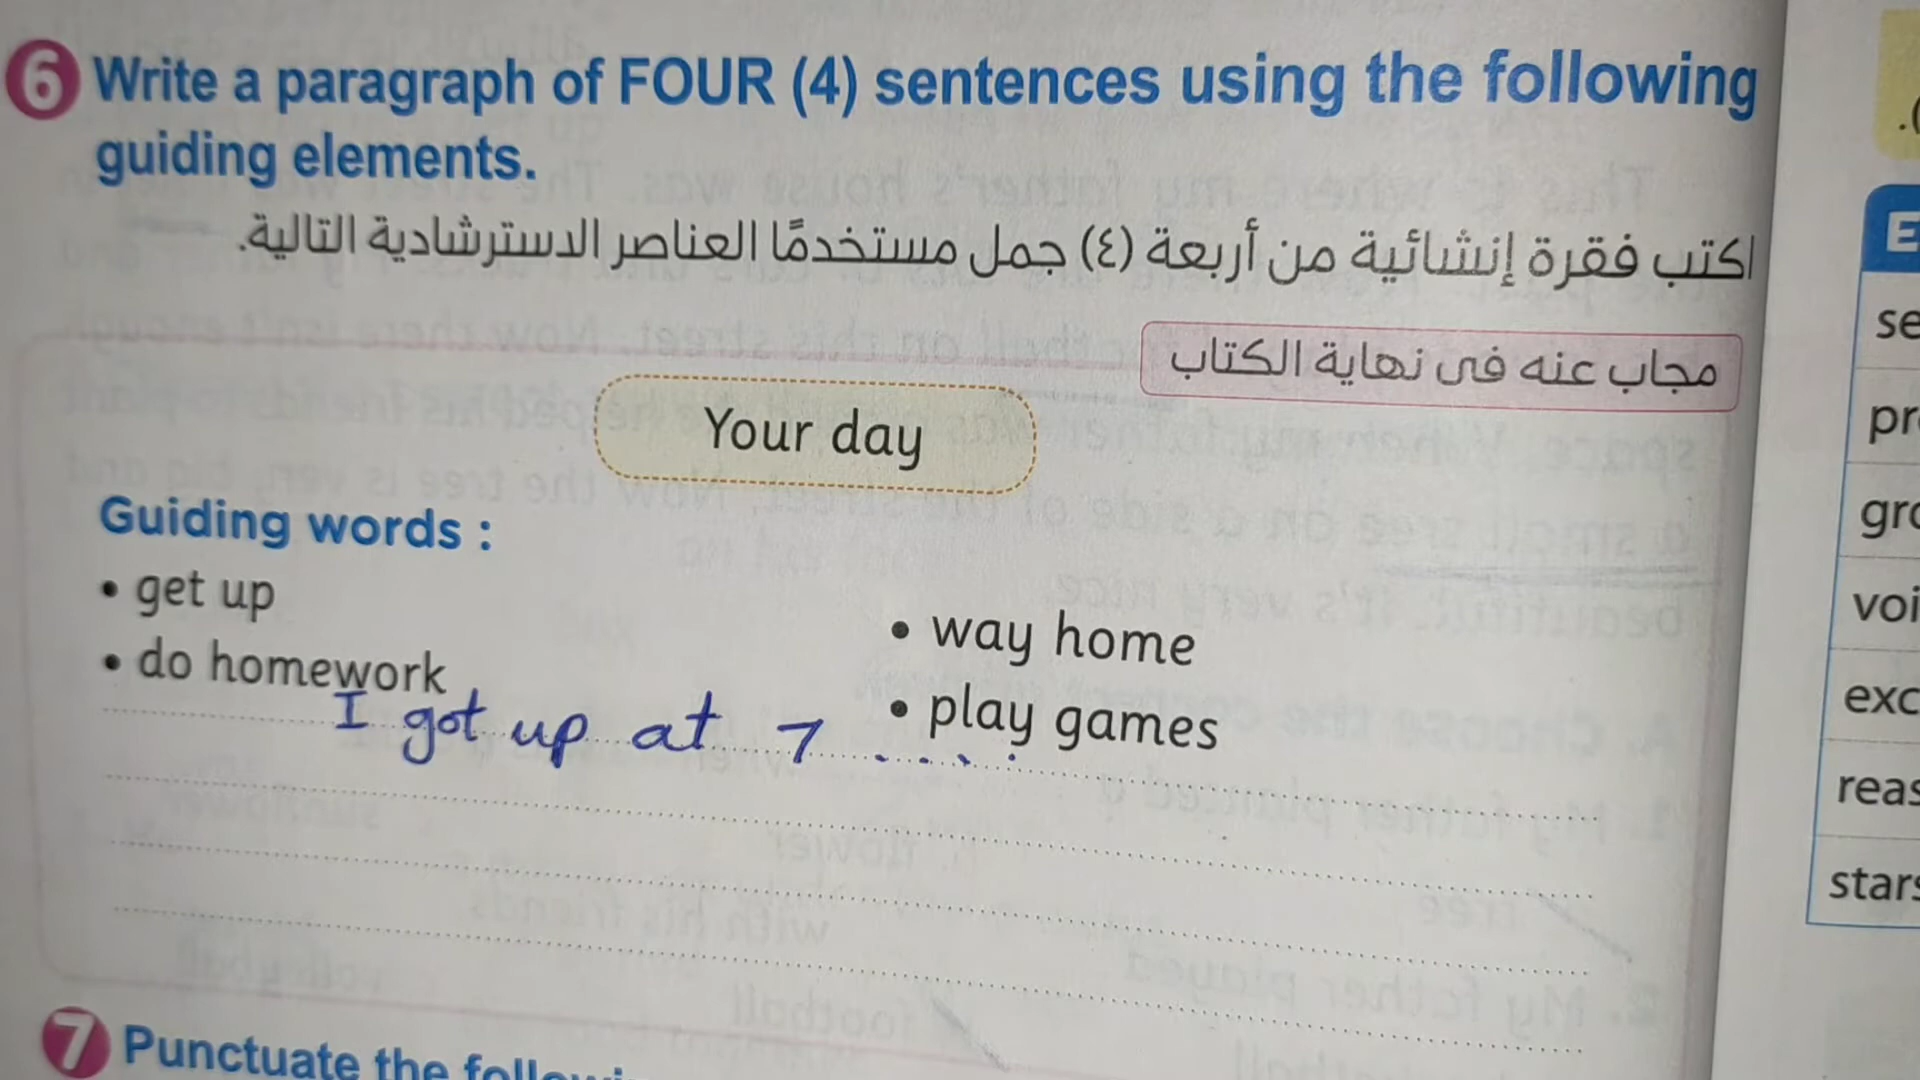 6 Write a paragraph of FOUR (4) sentences using the following
guiding elements.
اكتب فقرة إنشائية من أربعة (٤) جمل مستخدمًا العناصر الاسترشادية التالية.
مجاب عنه فى نهاية الكتاب
Your day
Guiding words :
• get up
• do homework
• way home
• play games
I got up at 7 ....
7 Punctuate the
E
se
pr
gro
voi
exc
reas
stars